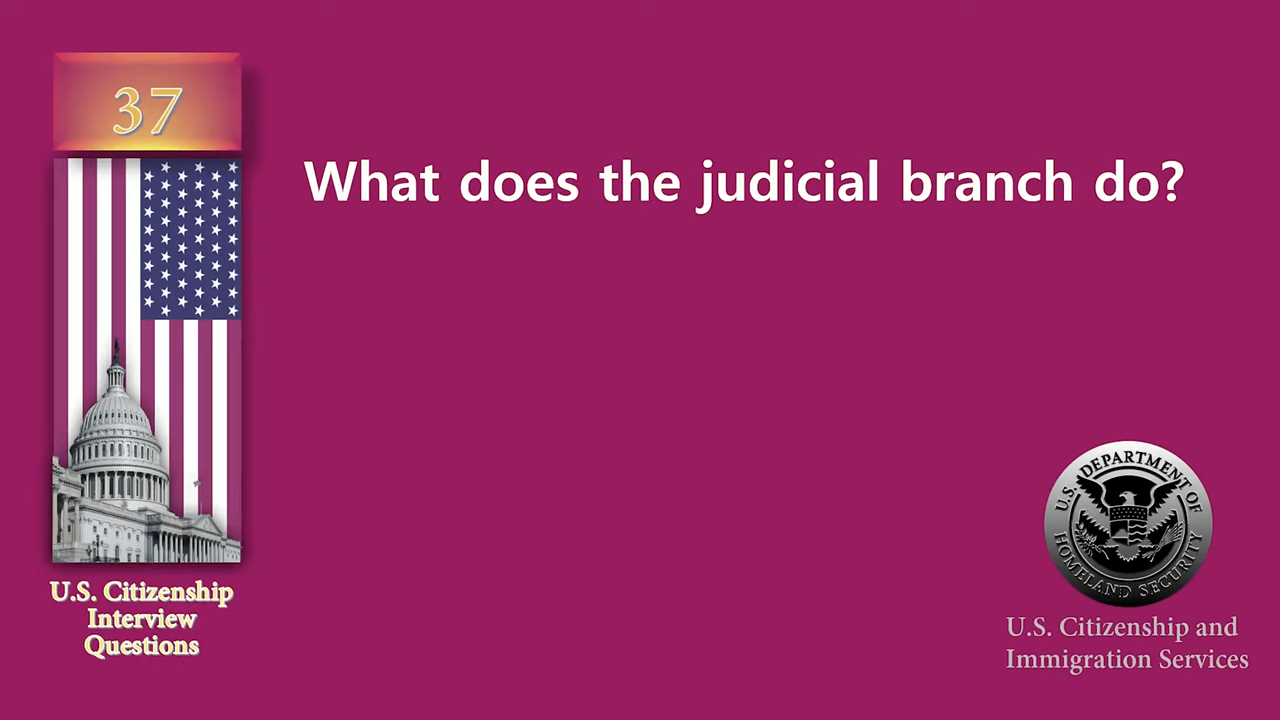 37
What does the judicial branch do?
U.S. Citizenship
Interview
Questions
U.S. DEPARTMENT OF
HOMELAND SECURITY
U.S. Citizenship and
Immigration Services